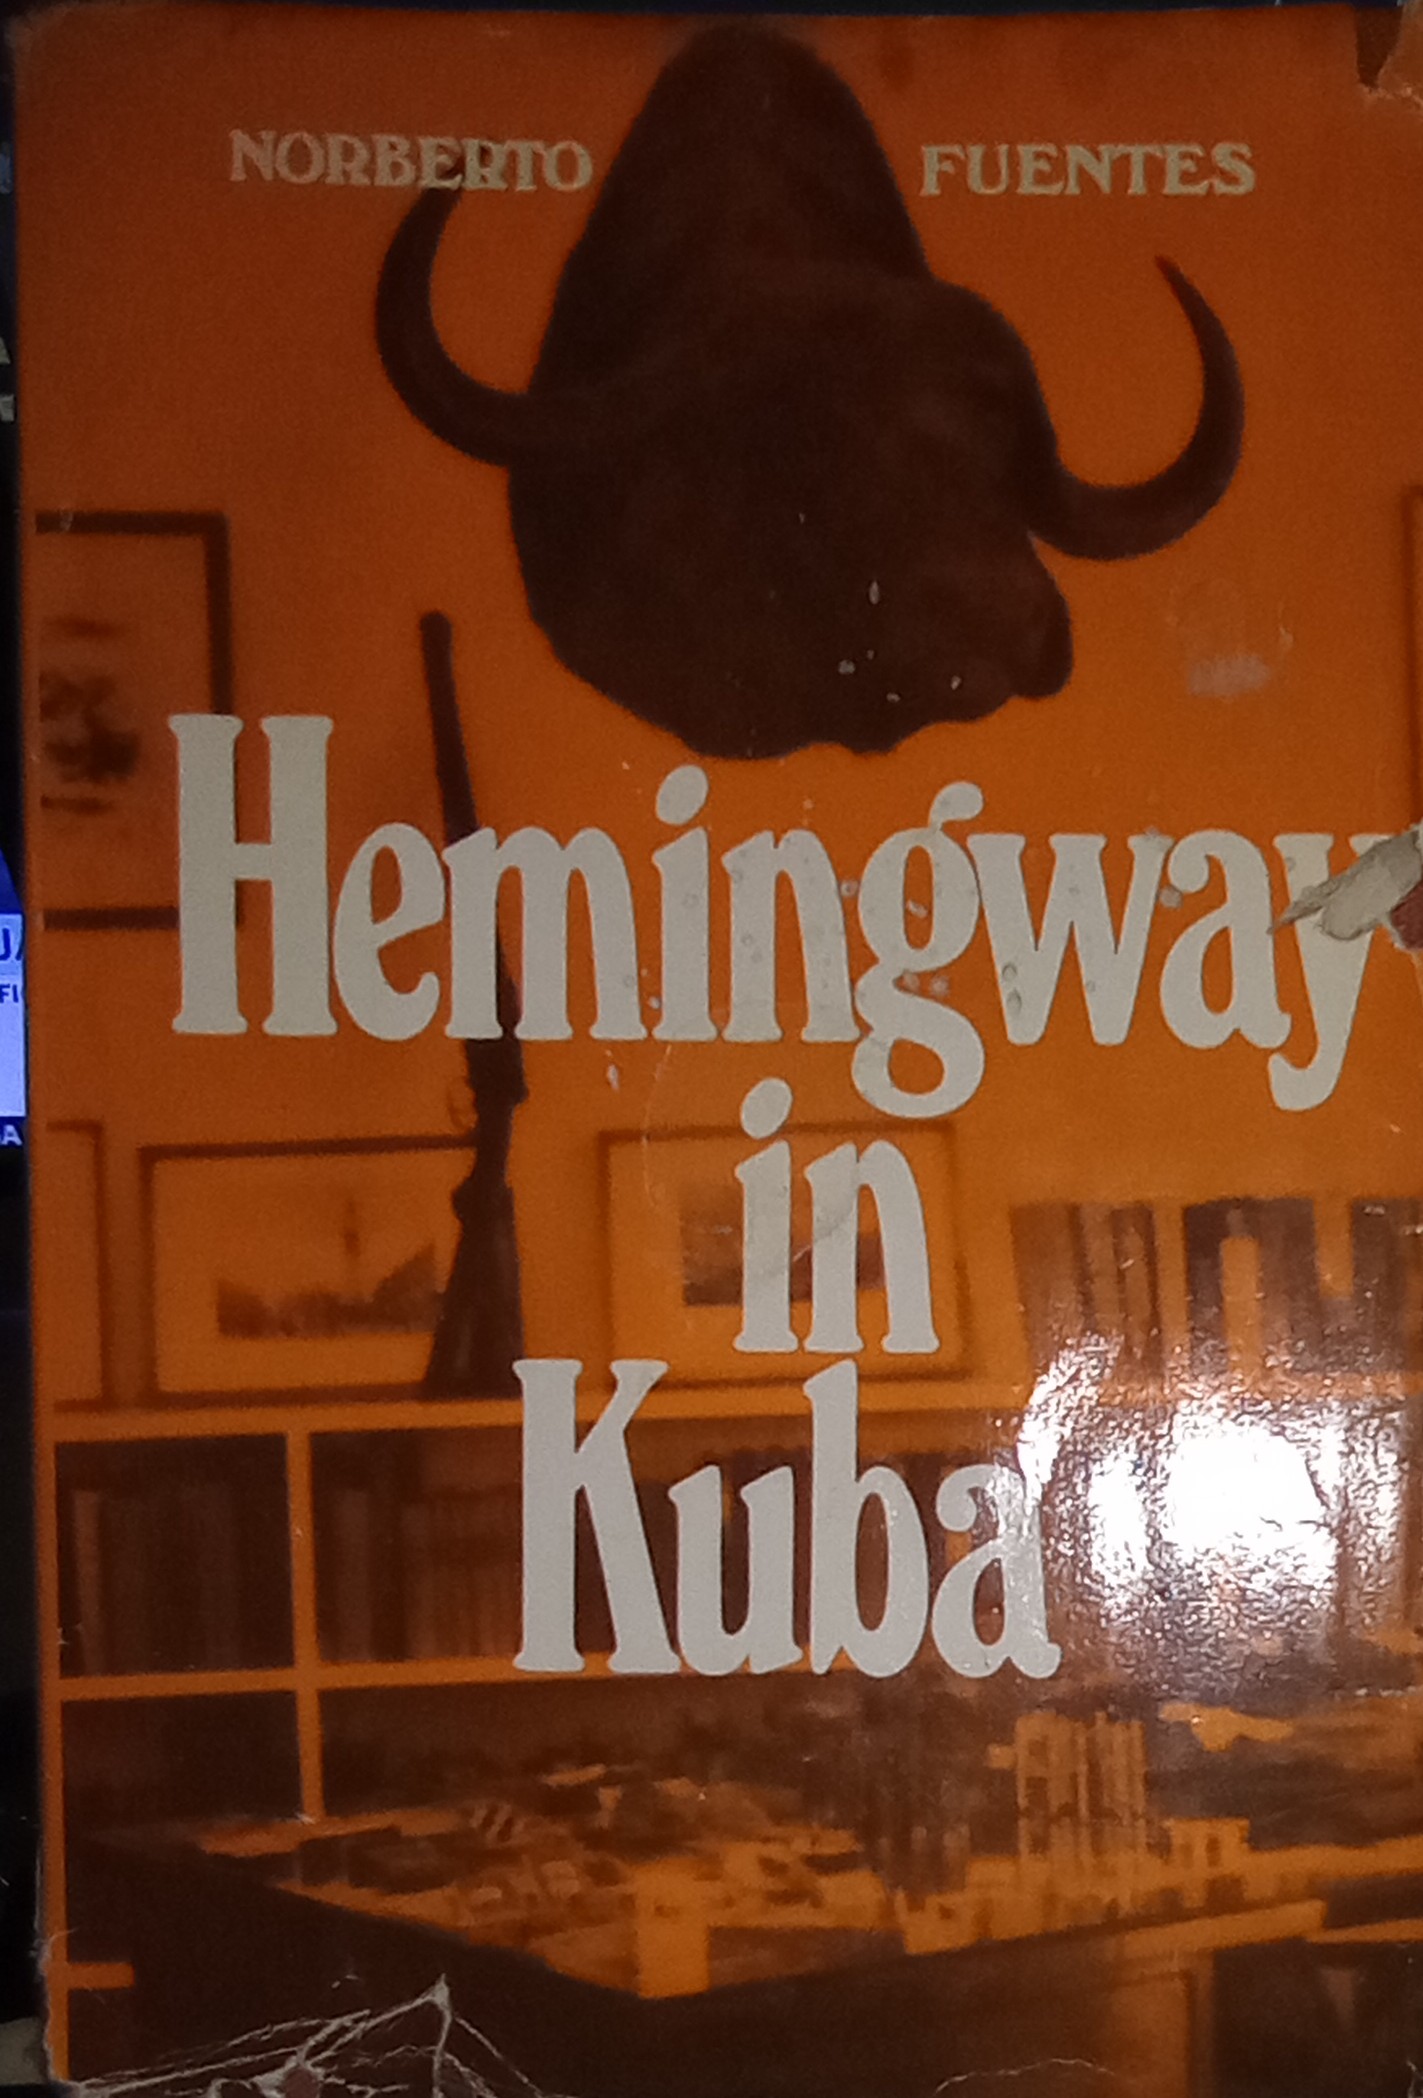 NORBERTO FUENTES
Hemingway
in
Kuba